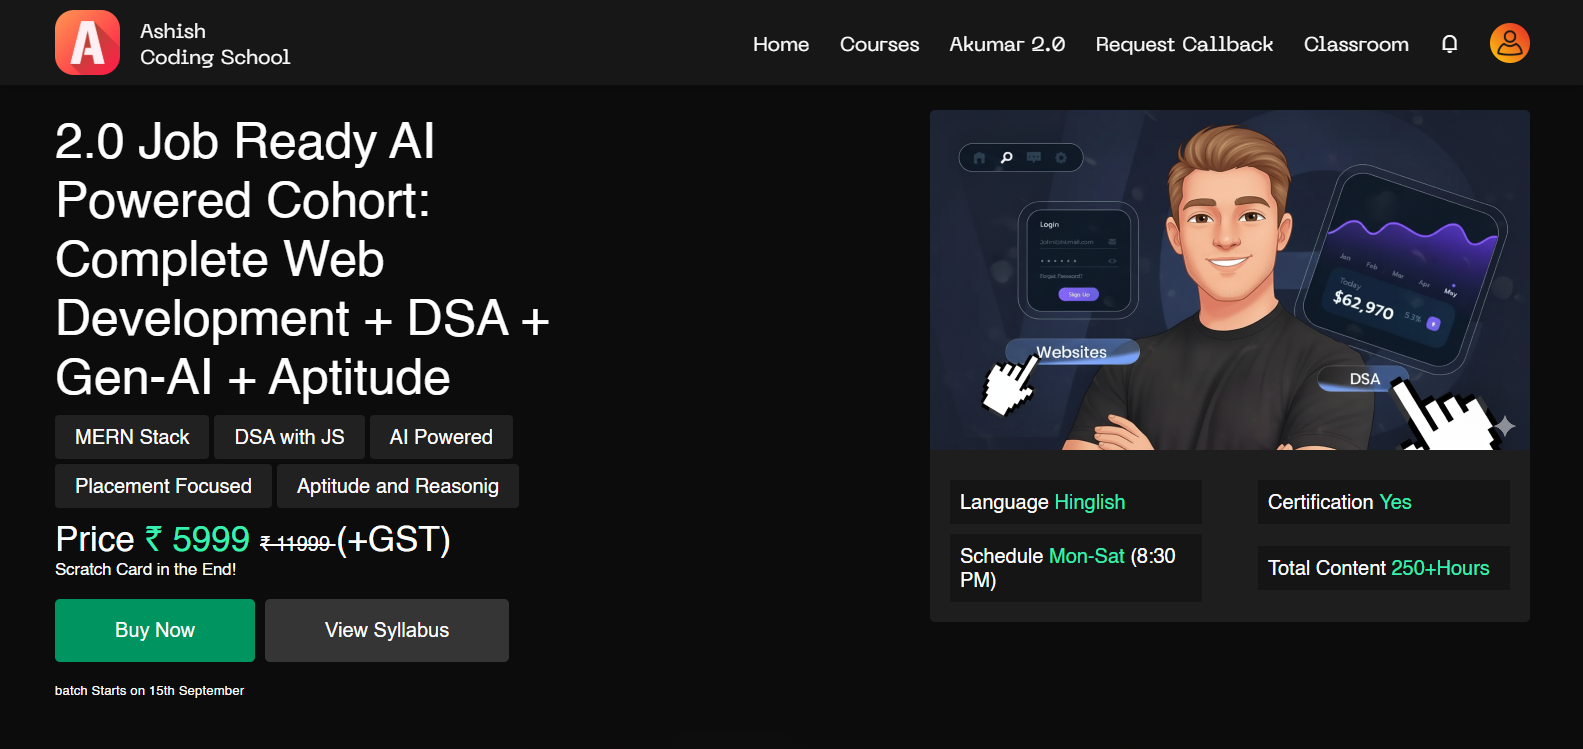 Ashish
Coding School
Home
Courses
Akumar 2.0
Request Callback
Classroom
2.0 Job Ready AI
Powered Cohort:
Complete Web
Development + DSA +
Gen-AI + Aptitude
MERN Stack
DSA with JS
AI Powered
Placement Focused
Aptitude and Reasonig
Price ₹ 5999 ₹ 11999 (+GST)
Scratch Card in the End!
Buy Now
View Syllabus
batch Starts on 15th September
Login
Forgot Password?
Sign Up
Websites
Jan
Feb
Mar
Apr
May
Today
$62,970
5.3%
DSA
Language Hinglish
Certification Yes
Schedule Mon-Sat (8:30
PM)
Total Content 250+Hours